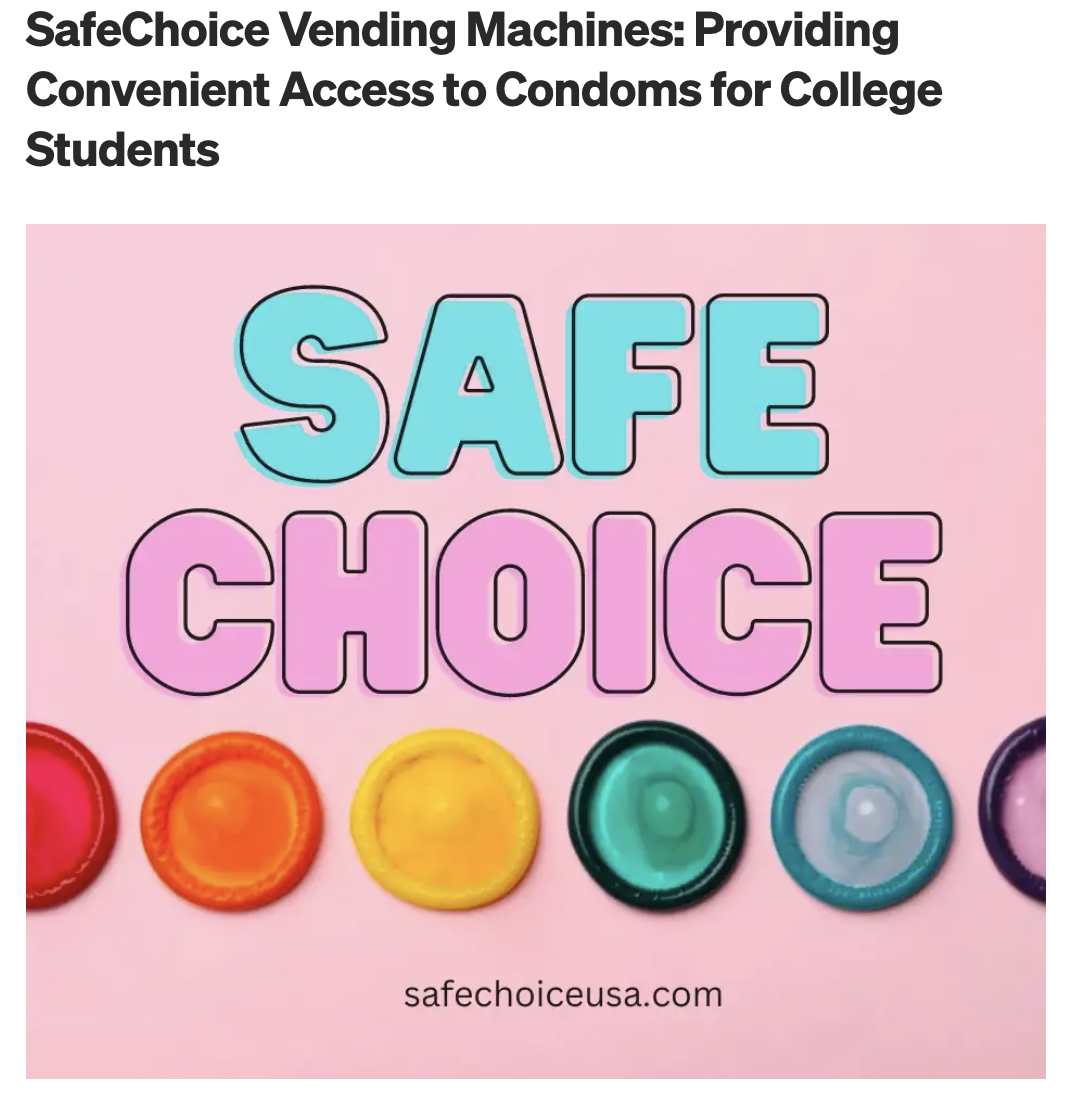 SafeChoice Vending Machines: Providing
Convenient Access to Condoms for College
Students
SAFE
CHOICE
safechoiceusa.com